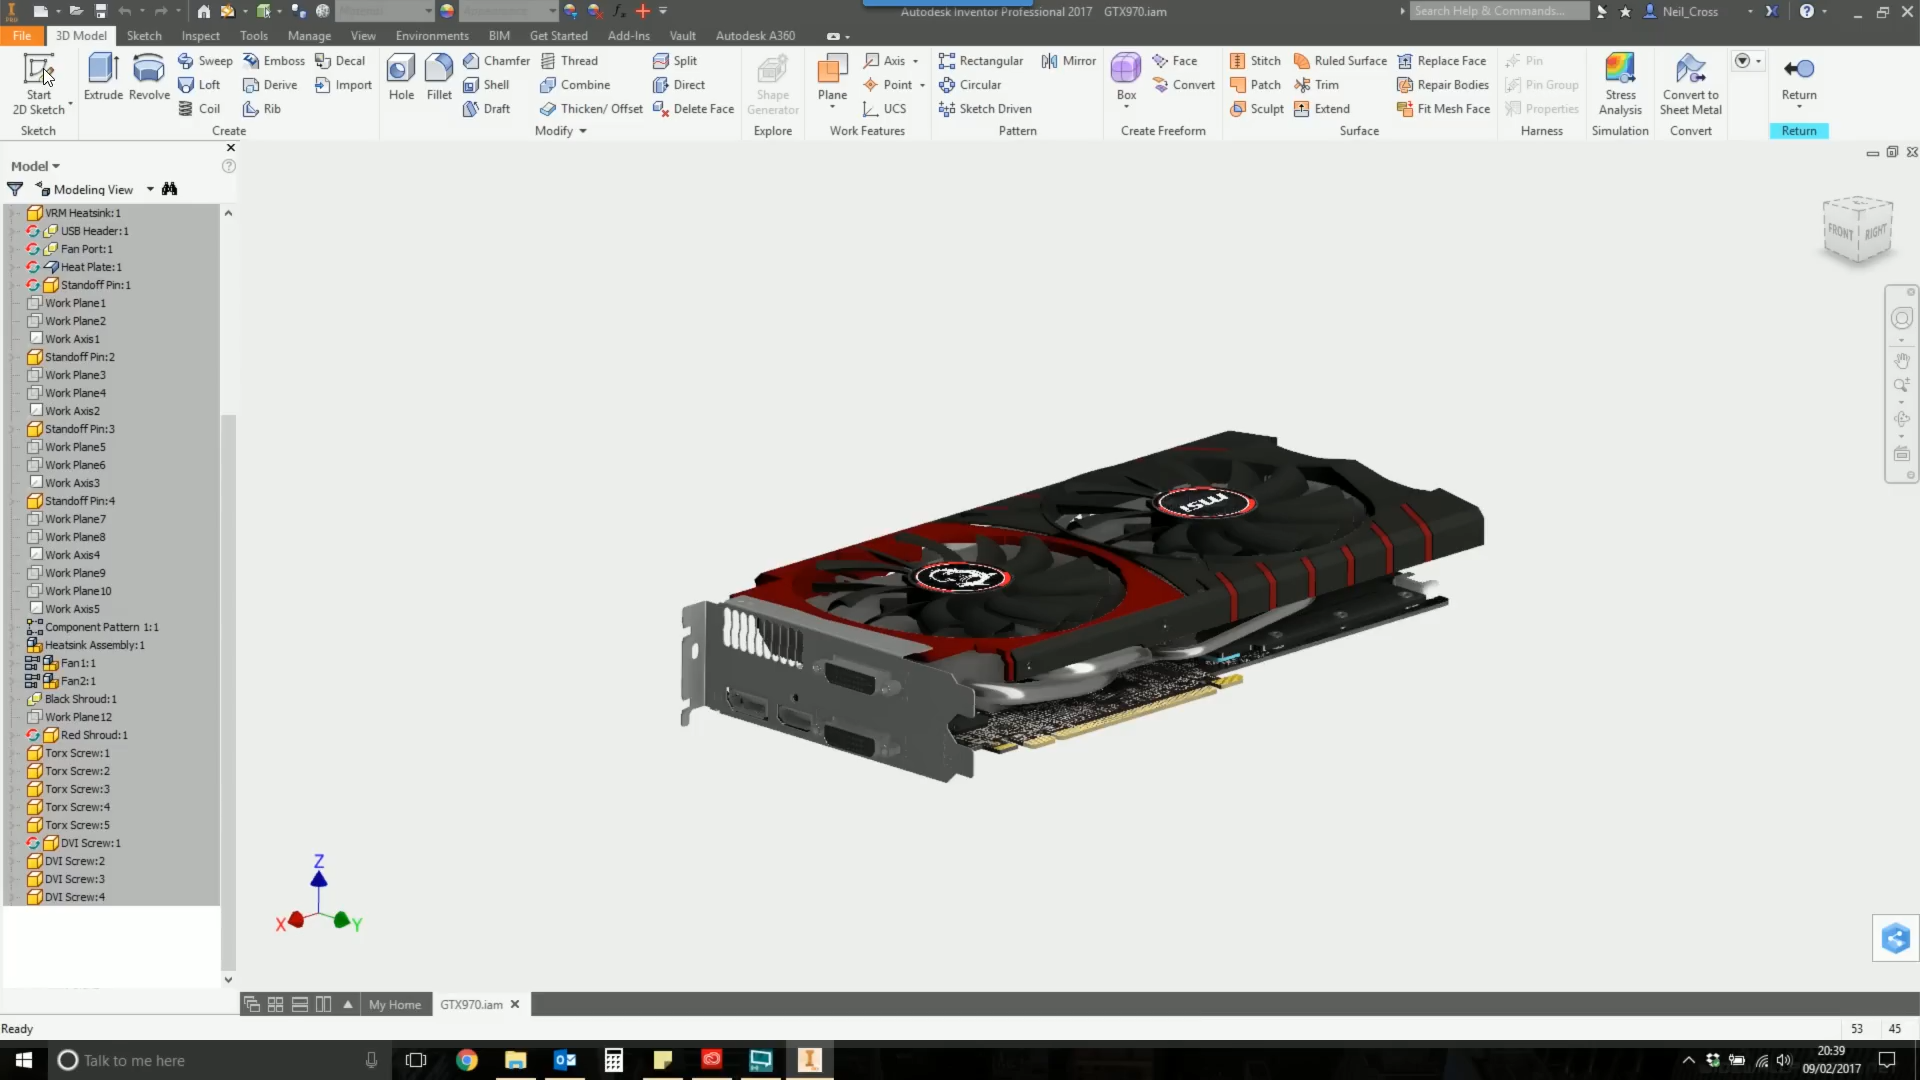 Autodesk Inventor Professional 2017 GTX970.iam
Search Help & Commands...
Neil_Cross
File 3D Model Sketch Inspect Tools Manage View Environments BIM Get Started Add-Ins Vault Autodesk A360
Start
2D Sketch
Extrude
Revolve
Sweep
Loft
Coil
Emboss
Derive
Rib
Decal
Import
Hole
Fillet
Chamfer
Shell
Draft
Thread
Combine
Thicken/ Offset
Split
Direct
Delete Face
Shape
Generator
Plane
Axis
Point
UCS
Rectangular
Circular
Sketch Driven
Mirror
Box
Face
Convert
Stitch
Patch
Sculpt
Ruled Surface
Trim
Extend
Replace Face
Repair Bodies
Fit Mesh Face
Pin
Pin Group
Properties
Stress
Analysis
Convert to
Sheet Metal
Return
Sketch Create Modify Explore Work Features Pattern Create Freeform Surface Harness Simulation Convert Return
Model
Modeling View
VRM Heatsink:1
USB Header:1
Fan Port:1
Heat Plate:1
Standoff Pin:1
Work Plane1
Work Plane2
Work Axis1
Standoff Pin:2
Work Plane3
Work Plane4
Work Axis2
Standoff Pin:3
Work Plane5
Work Plane6
Work Axis3
Standoff Pin:4
Work Plane7
Work Plane8
Work Axis4
Work Plane9
Work Plane10
Work Axis5
Component Pattern 1:1
Heatsink Assembly:1
Fan1:1
Fan2:1
Black Shroud:1
Work Plane12
Red Shroud:1
Torx Screw:1
Torx Screw:2
Torx Screw:3
Torx Screw:4
Torx Screw:5
DVI Screw:1
DVI Screw:2
DVI Screw:3
DVI Screw:4
FRONT RIGHT
msi
Z
X Y
My Home GTX970.iam
Ready
53 45
Talk to me here
20:39
09/02/2017